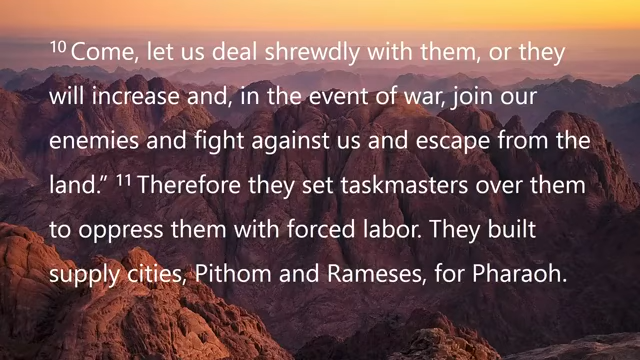 10 Come, let us deal shrewdly with them, or they
will increase and, in the event of war, join our
enemies and fight against us and escape from the
land.” 11 Therefore they set taskmasters over them
to oppress them with forced labor. They built
supply cities, Pithom and Rameses, for Pharaoh.